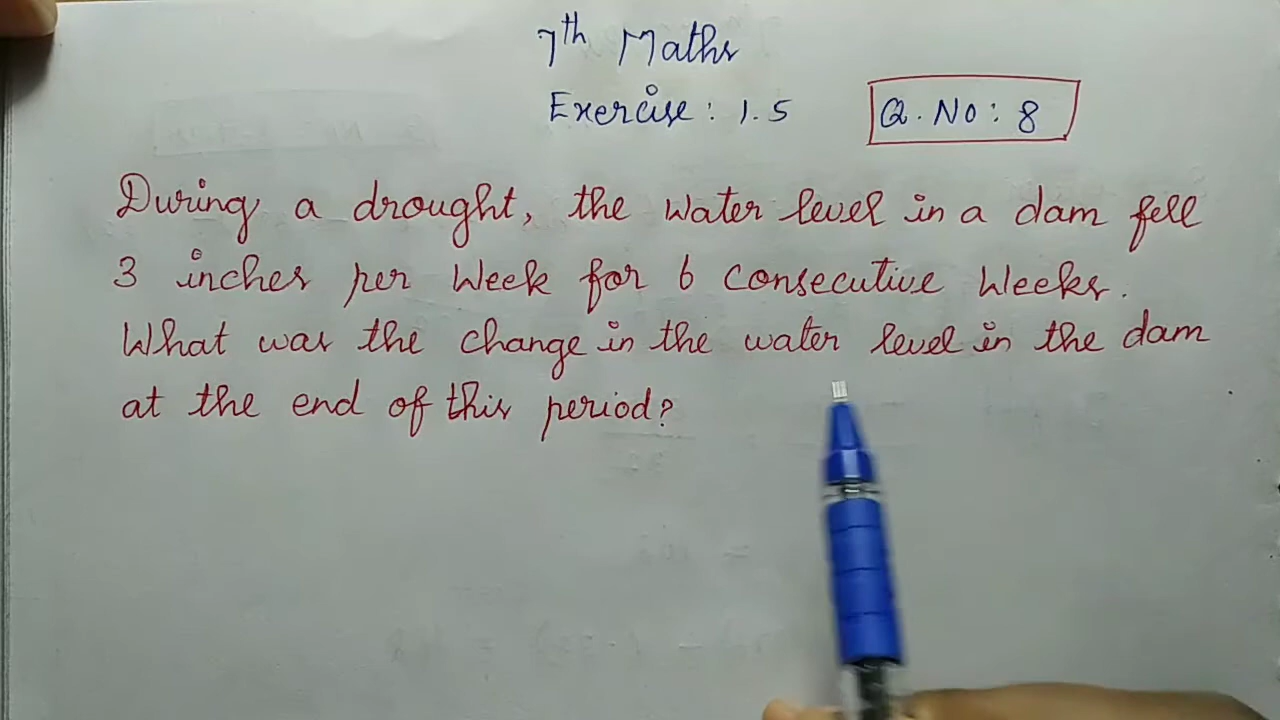 7th Maths
Exercise: 1.5 Q. No: 8
During a drought, the water level in a dam fell
3 inches per week for 6 consecutive weeks.
What was the change in the water level in the dam
at the end of this period?